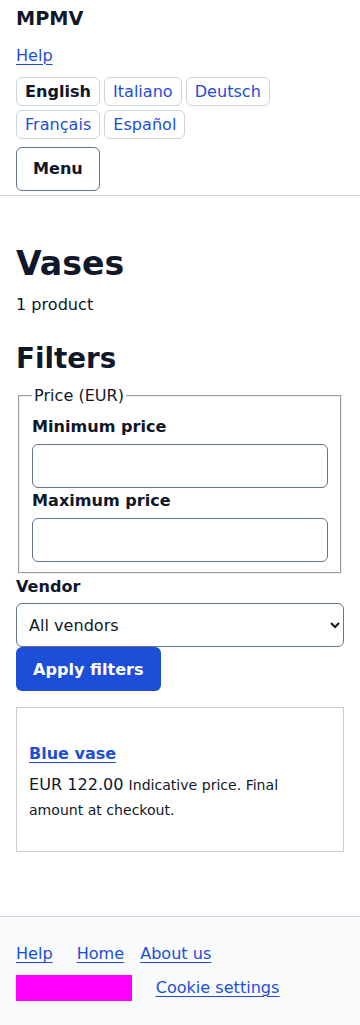 MPMV
Help
English Italiano Deutsch
Français Español
Menu
Vases
1 product
Filters
Price (EUR)
Minimum price
Maximum price
Vendor
All vendors
Apply filters
Blue vase
EUR 122.00 Indicative price. Final
amount at checkout.
Help Home About us
Cookie settings